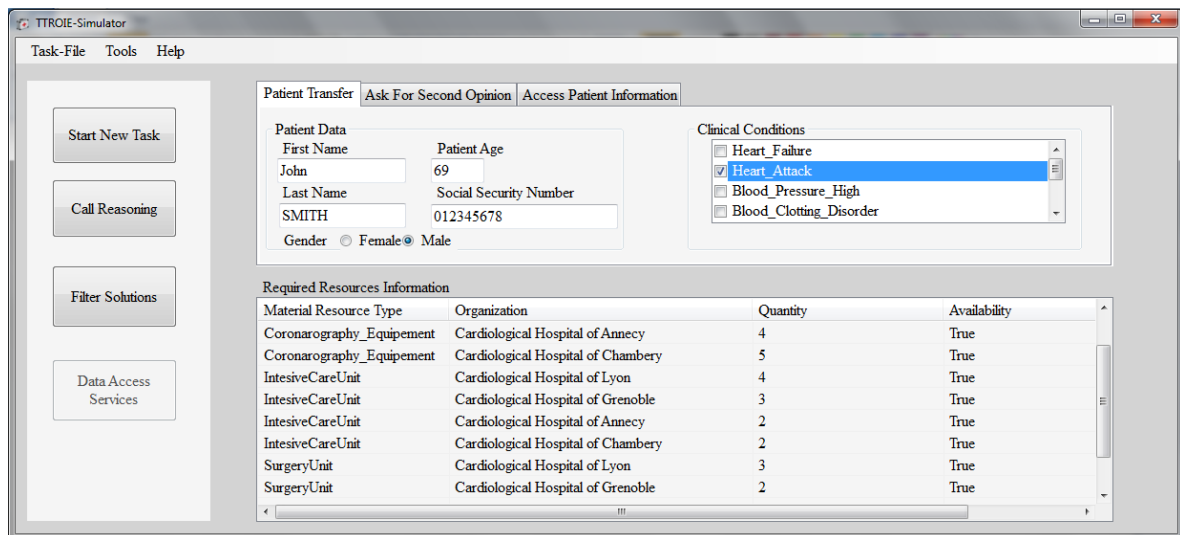 TTROIE-Simulator
Task-File Tools Help
Start New Task
Call Reasoning
Filter Solutions
Data Access
Services
Patient Transfer Ask For Second Opinion Access Patient Information
Patient Data
First Name Patient Age
John 69
Last Name Social Security Number
SMITH 012345678
Gender Female Male
Clinical Conditions
Heart_Failure
Heart_Attack
Blood_Pressure_High
Blood_Clotting_Disorder
Required Resources Information
Material Resource Type Organization Quantity Availability
Coronarography_Equipement Cardiological Hospital of Annecy 4 True
Coronarography_Equipement Cardiological Hospital of Chambery 5 True
IntesiveCareUnit Cardiological Hospital of Lyon 4 True
IntesiveCareUnit Cardiological Hospital of Grenoble 3 True
IntesiveCareUnit Cardiological Hospital of Annecy 2 True
IntesiveCareUnit Cardiological Hospital of Chambery 2 True
SurgeryUnit Cardiological Hospital of Lyon 3 True
SurgeryUnit Cardiological Hospital of Grenoble 2 True